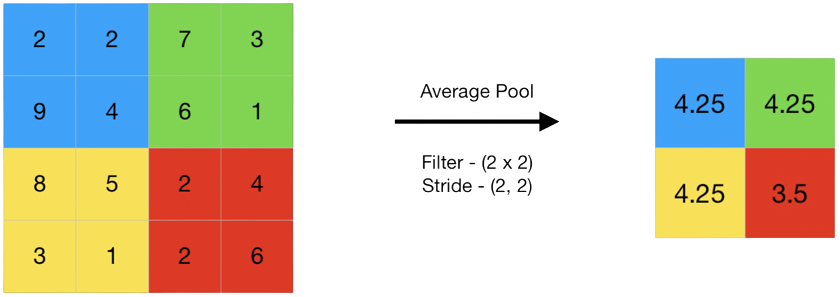 2 2 7 3
9 4 6 1
8 5 2 4
3 1 2 6
Average Pool
Filter - (2 x 2)
Stride - (2, 2)
4.25 4.25
4.25 3.5